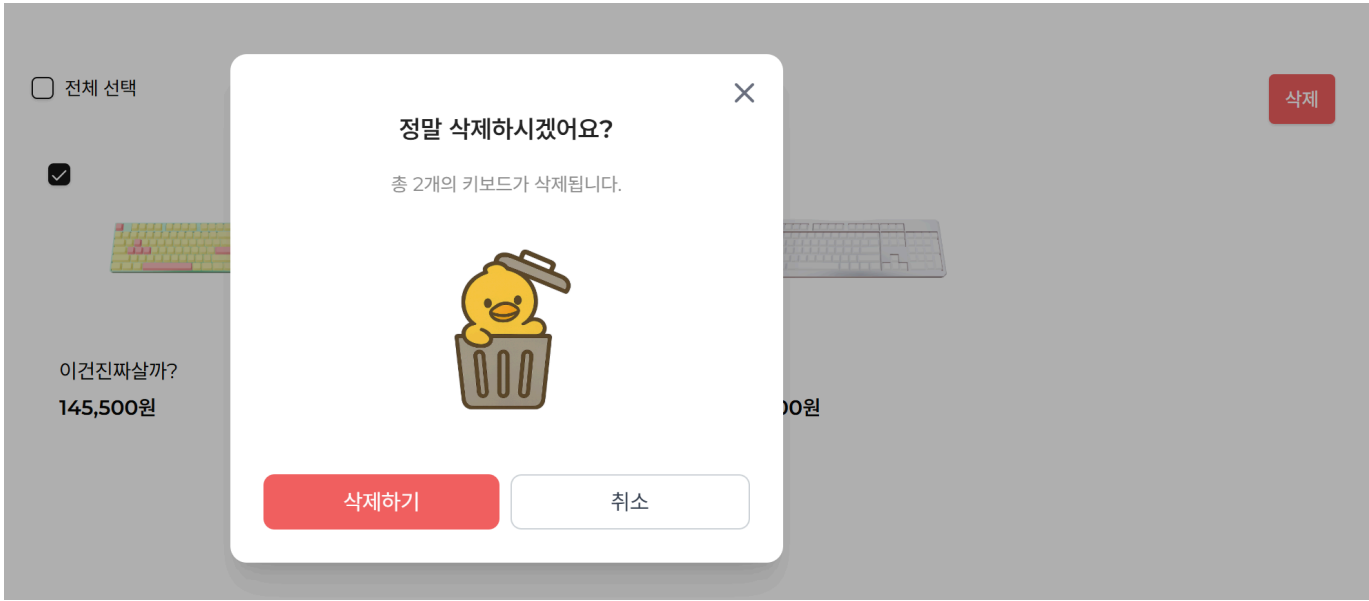 전체 선택
삭제
정말 삭제하시겠어요?
총 2개의 키보드가 삭제됩니다.
이건진짜살까?
145,500원
00원
삭제하기
취소